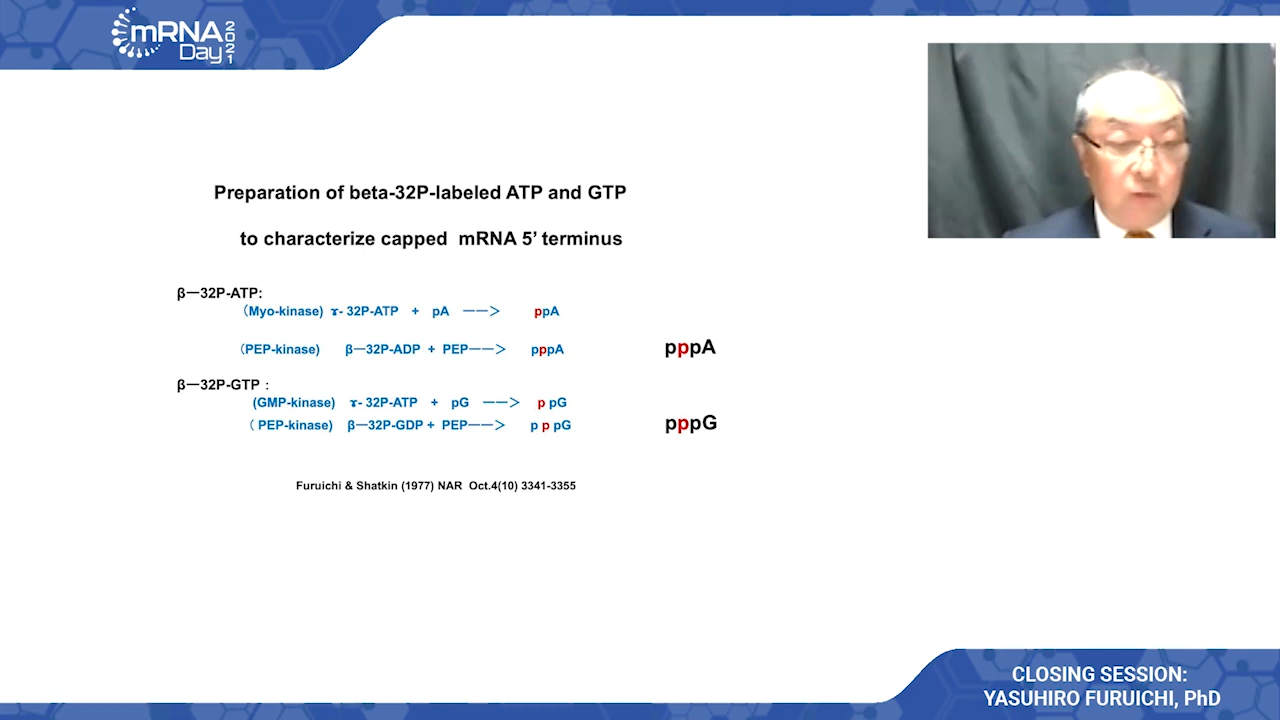 mRNA
Day
2021
Preparation of beta-32P-labeled ATP and GTP
to characterize capped mRNA 5’ terminus
β—32P-ATP:
(Myo-kinase) ɤ- 32P-ATP + pA ——> ppA
(PEP-kinase) β—32P-ADP + PEP——> pppA pppA
β—32P-GTP :
(GMP-kinase) ɤ- 32P-ATP + pG ——> p pG
( PEP-kinase) β—32P-GDP + PEP——> p p pG pppG
Furuichi & Shatkin (1977) NAR Oct.4(10) 3341-3355
CLOSING SESSION:
YASUHIRO FURUICHI, PhD